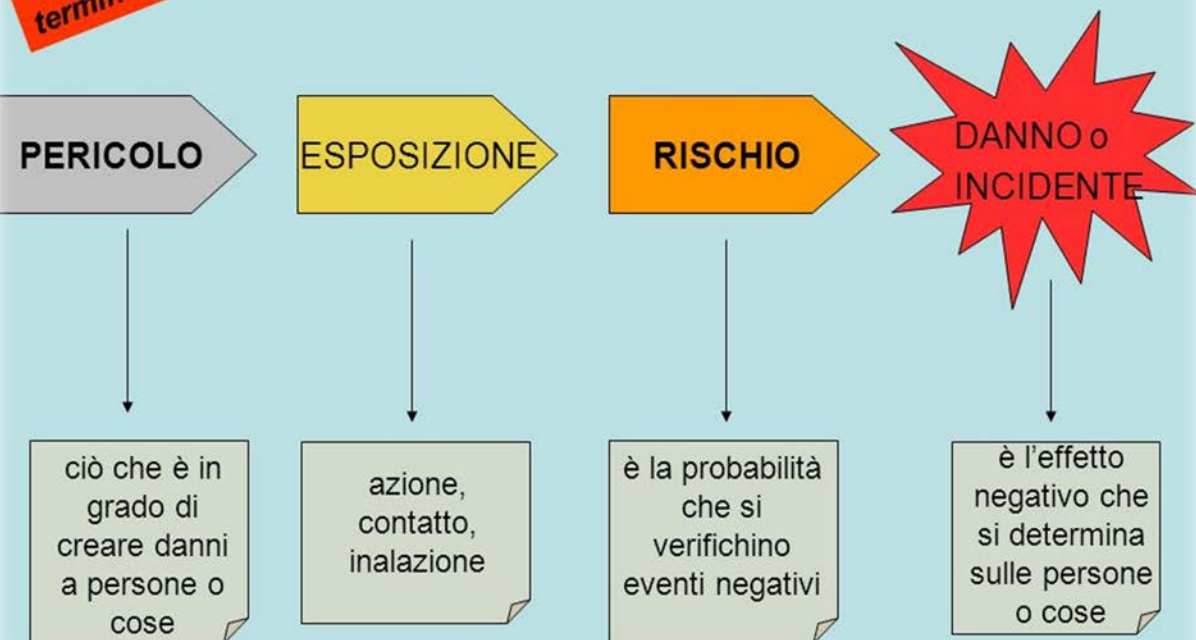 termin
PERICOLO
ESPOSIZIONE
RISCHIO
DANNO o
INCIDENTE
ciò che è in
grado di
creare danni
a persone o
cose
azione,
contatto,
inalazione
è la probabilità
che si
verifichino
eventi negativi
è l'effetto
negativo che
si determina
sulle persone
o cose